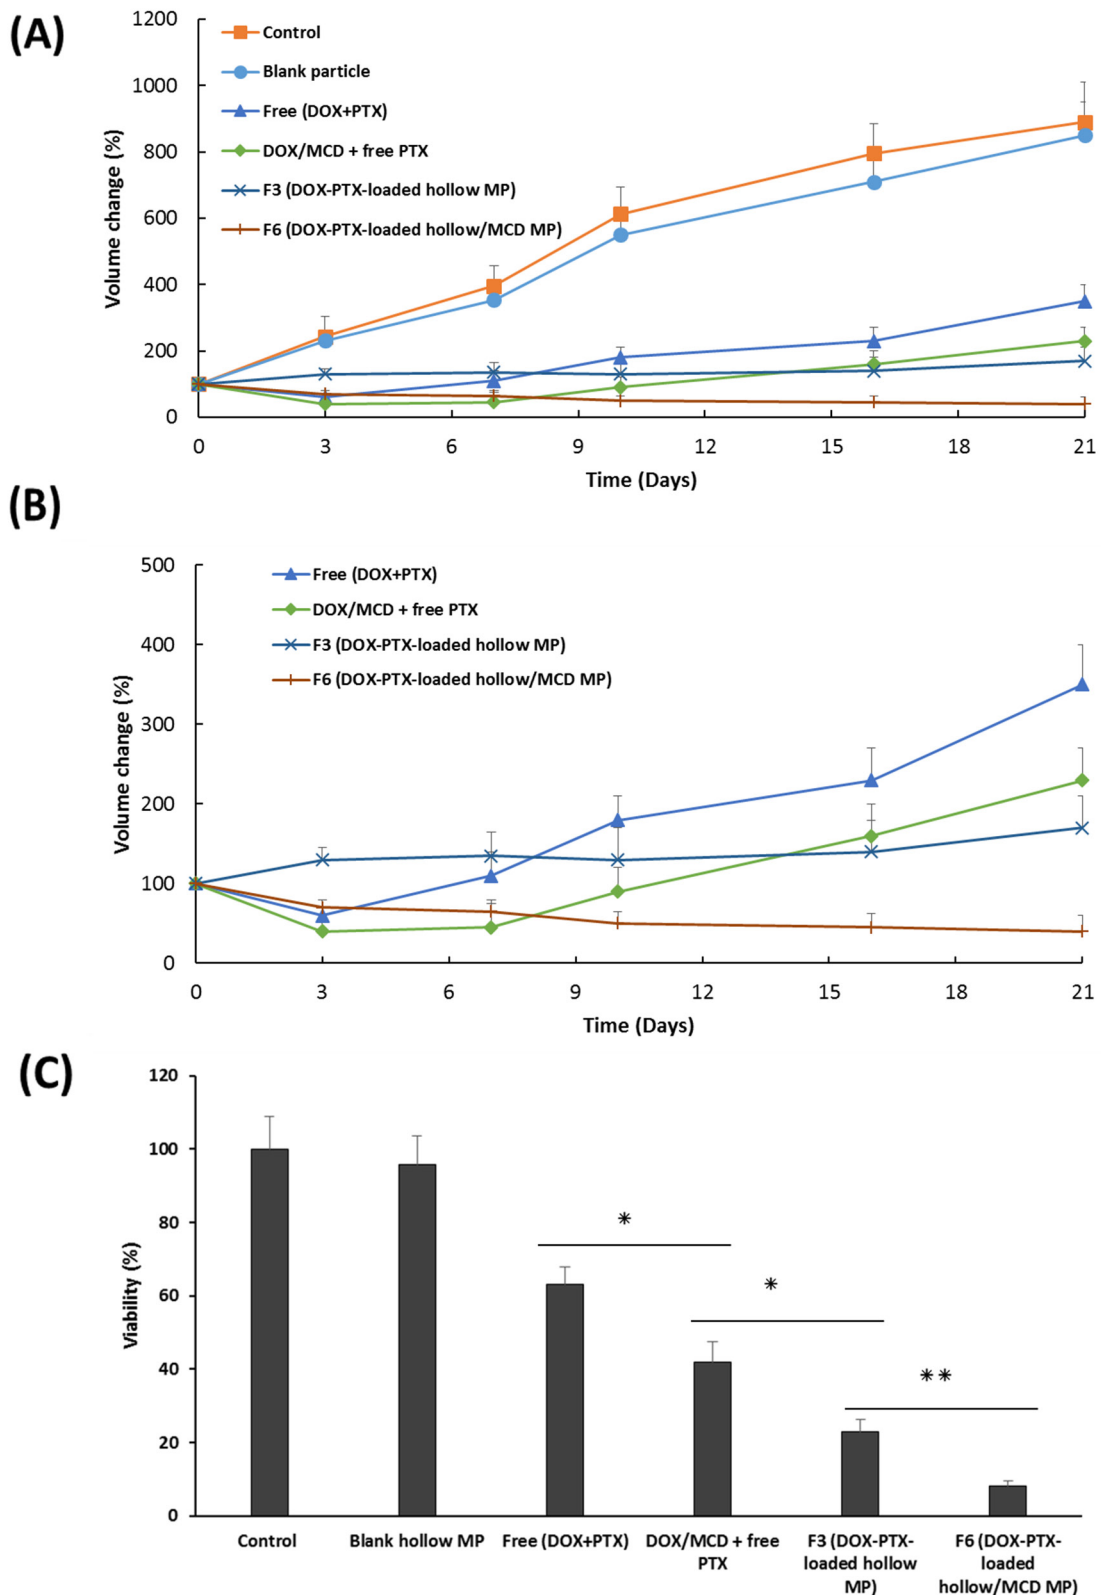 (A)
1200
1000
800
600
400
200
0
Volume change (%)
Control
Blank particle
Free (DOX+PTX)
DOX/MCD + free PTX
F3 (DOX-PTX-loaded hollow MP)
F6 (DOX-PTX-loaded hollow/MCD MP)
0 3 6 9 12 15 18 21
Time (Days)
(B)
500
400
300
200
100
0
Volume change (%)
Free (DOX+PTX)
DOX/MCD + free PTX
F3 (DOX-PTX-loaded hollow MP)
F6 (DOX-PTX-loaded hollow/MCD MP)
0 3 6 9 12 15 18 21
Time (Days)
(C)
120
100
80
60
40
20
0
Viability (%)
*
*
**
Control
Blank hollow MP
Free (DOX+PTX)
DOX/MCD + free
PTX
F3 (DOX-PTX-
loaded hollow
MP)
F6 (DOX-PTX-
loaded
hollow/MCD MP)